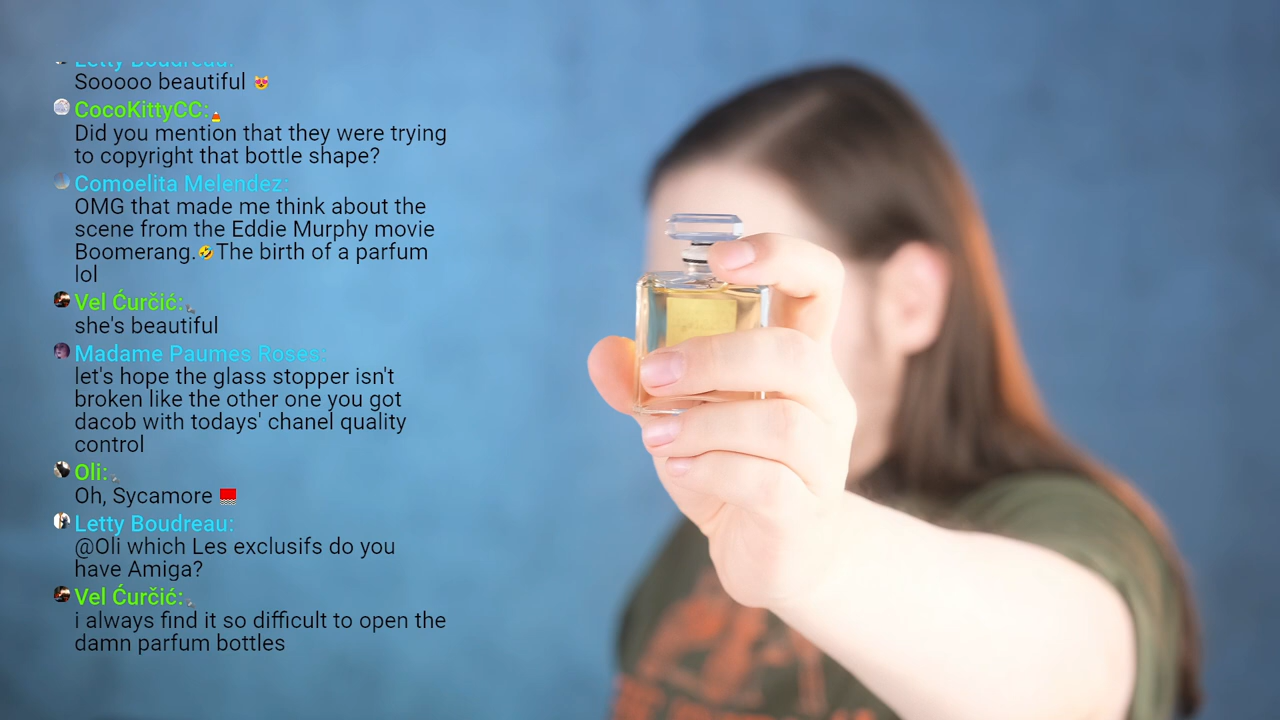 Letty Boudreau:
Sooooo beautiful 😻
CocoKittyCC:
Did you mention that they were trying
to copyright that bottle shape?
Comoelita Melendez:
OMG that made me think about the
scene from the Eddie Murphy movie
Boomerang.🤣The birth of a parfum
lol
Vel Ćurčić:
she's beautiful
Madame Paumes Roses:
let's hope the glass stopper isn't
broken like the other one you got
dacob with todays' chanel quality
control
Oli:
Oh, Sycamore
Letty Boudreau:
@Oli which Les exclusifs do you
have Amiga?
Vel Ćurčić:
i always find it so difficult to open the
damn parfum bottles